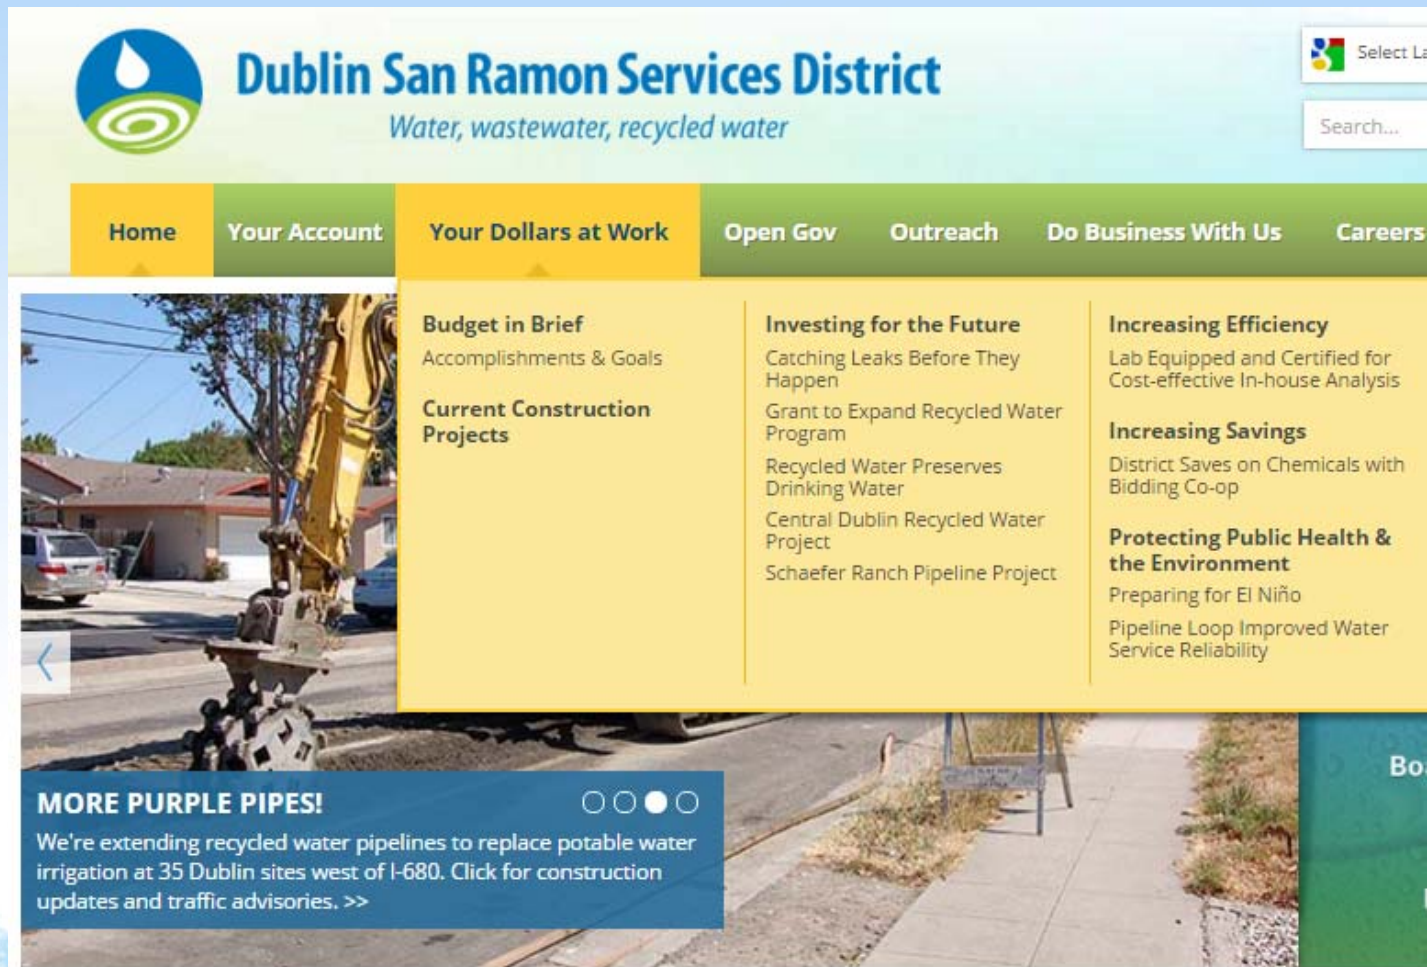 Dublin San Ramon Services District
Water, wastewater, recycled water
Select
Search...
Home
Your Account
Your Dollars at Work
Open Gov
Outreach
Do Business With Us
Careers
Budget in Brief
Accomplishments & Goals
Current Construction
Projects
Investing for the Future
Catching Leaks Before They
Happen
Grant to Expand Recycled Water
Program
Recycled Water Preserves
Drinking Water
Central Dublin Recycled Water
Project
Schaefer Ranch Pipeline Project
Increasing Efficiency
Lab Equipped and Certified for
Cost-effective In-house Analysis
Increasing Savings
District Saves on Chemicals with
Bidding Co-op
Protecting Public Health &
the Environment
Preparing for El Niño
Pipeline Loop Improved Water
Service Reliability
MORE PURPLE PIPES!
We're extending recycled water pipelines to replace potable water
irrigation at 35 Dublin sites west of I-680. Click for construction
updates and traffic advisories. >>